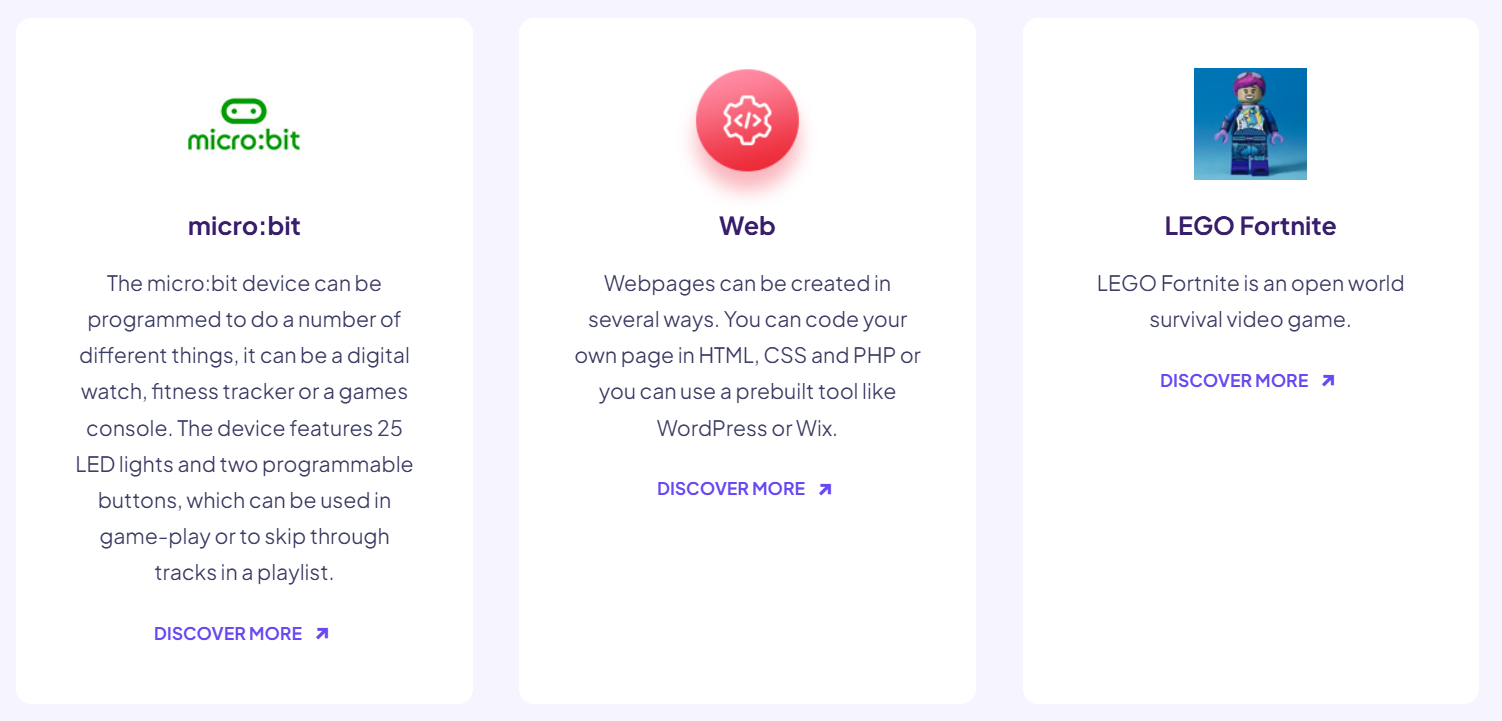 micro:bit
micro:bit
The micro:bit device can be
programmed to do a number of
different things, it can be a digital
watch, fitness tracker or a games
console. The device features 25
LED lights and two programmable
buttons, which can be used in
game-play or to skip through
tracks in a playlist.
DISCOVER MORE
</>
Web
Webpages can be created in
several ways. You can code your
own page in HTML, CSS and PHP or
you can use a prebuilt tool like
WordPress or Wix.
DISCOVER MORE
LEGO Fortnite
LEGO Fortnite is an open world
survival video game.
DISCOVER MORE